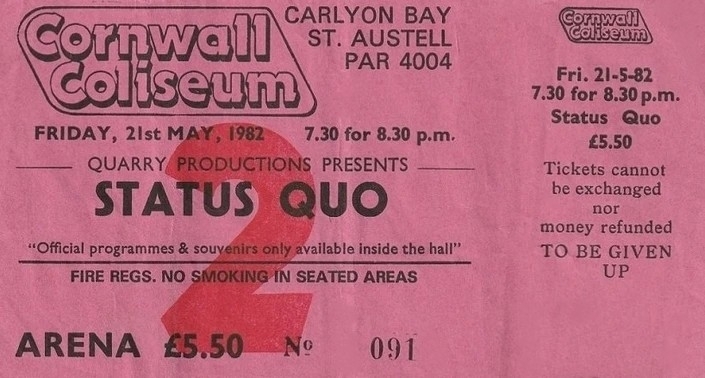 Cornwall
Coliseum
CARLYON BAY
ST. AUSTELL
PAR 4004
FRIDAY, 21st MAY, 1982 7.30 for 8.30 p.m.
QUARRY PRODUCTIONS PRESENTS
STATUS QUO
2
"Official programmes & souvenirs only available inside the hall"
FIRE REGS. NO SMOKING IN SEATED AREAS
ARENA £5.50 Nº 091
Cornwall
Coliseum
Fri. 21-5-82
7.30 for 8.30 p.m.
Status Quo
£5.50
Tickets cannot
be exchanged
nor
money refunded
TO BE GIVEN
UP